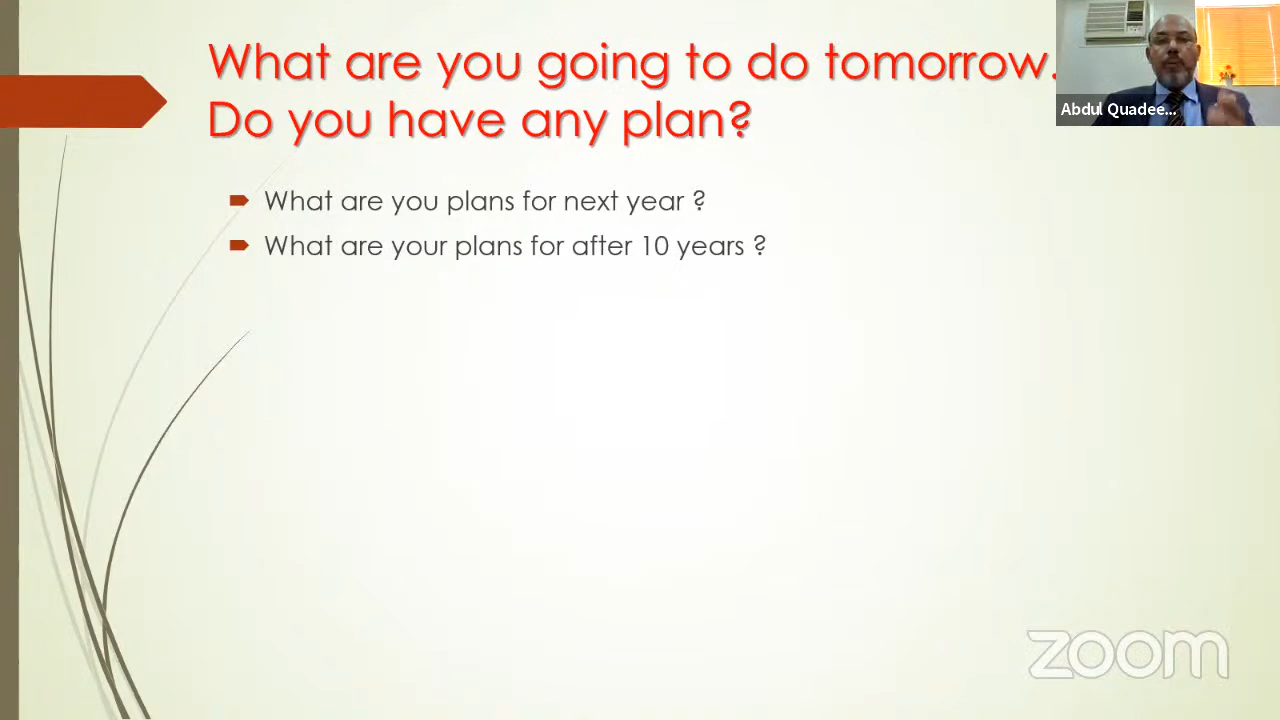 What are you going to do tomorrow.
Do you have any plan?
What are you plans for next year ?
What are your plans for after 10 years ?
Abdul Quadee...
zoom